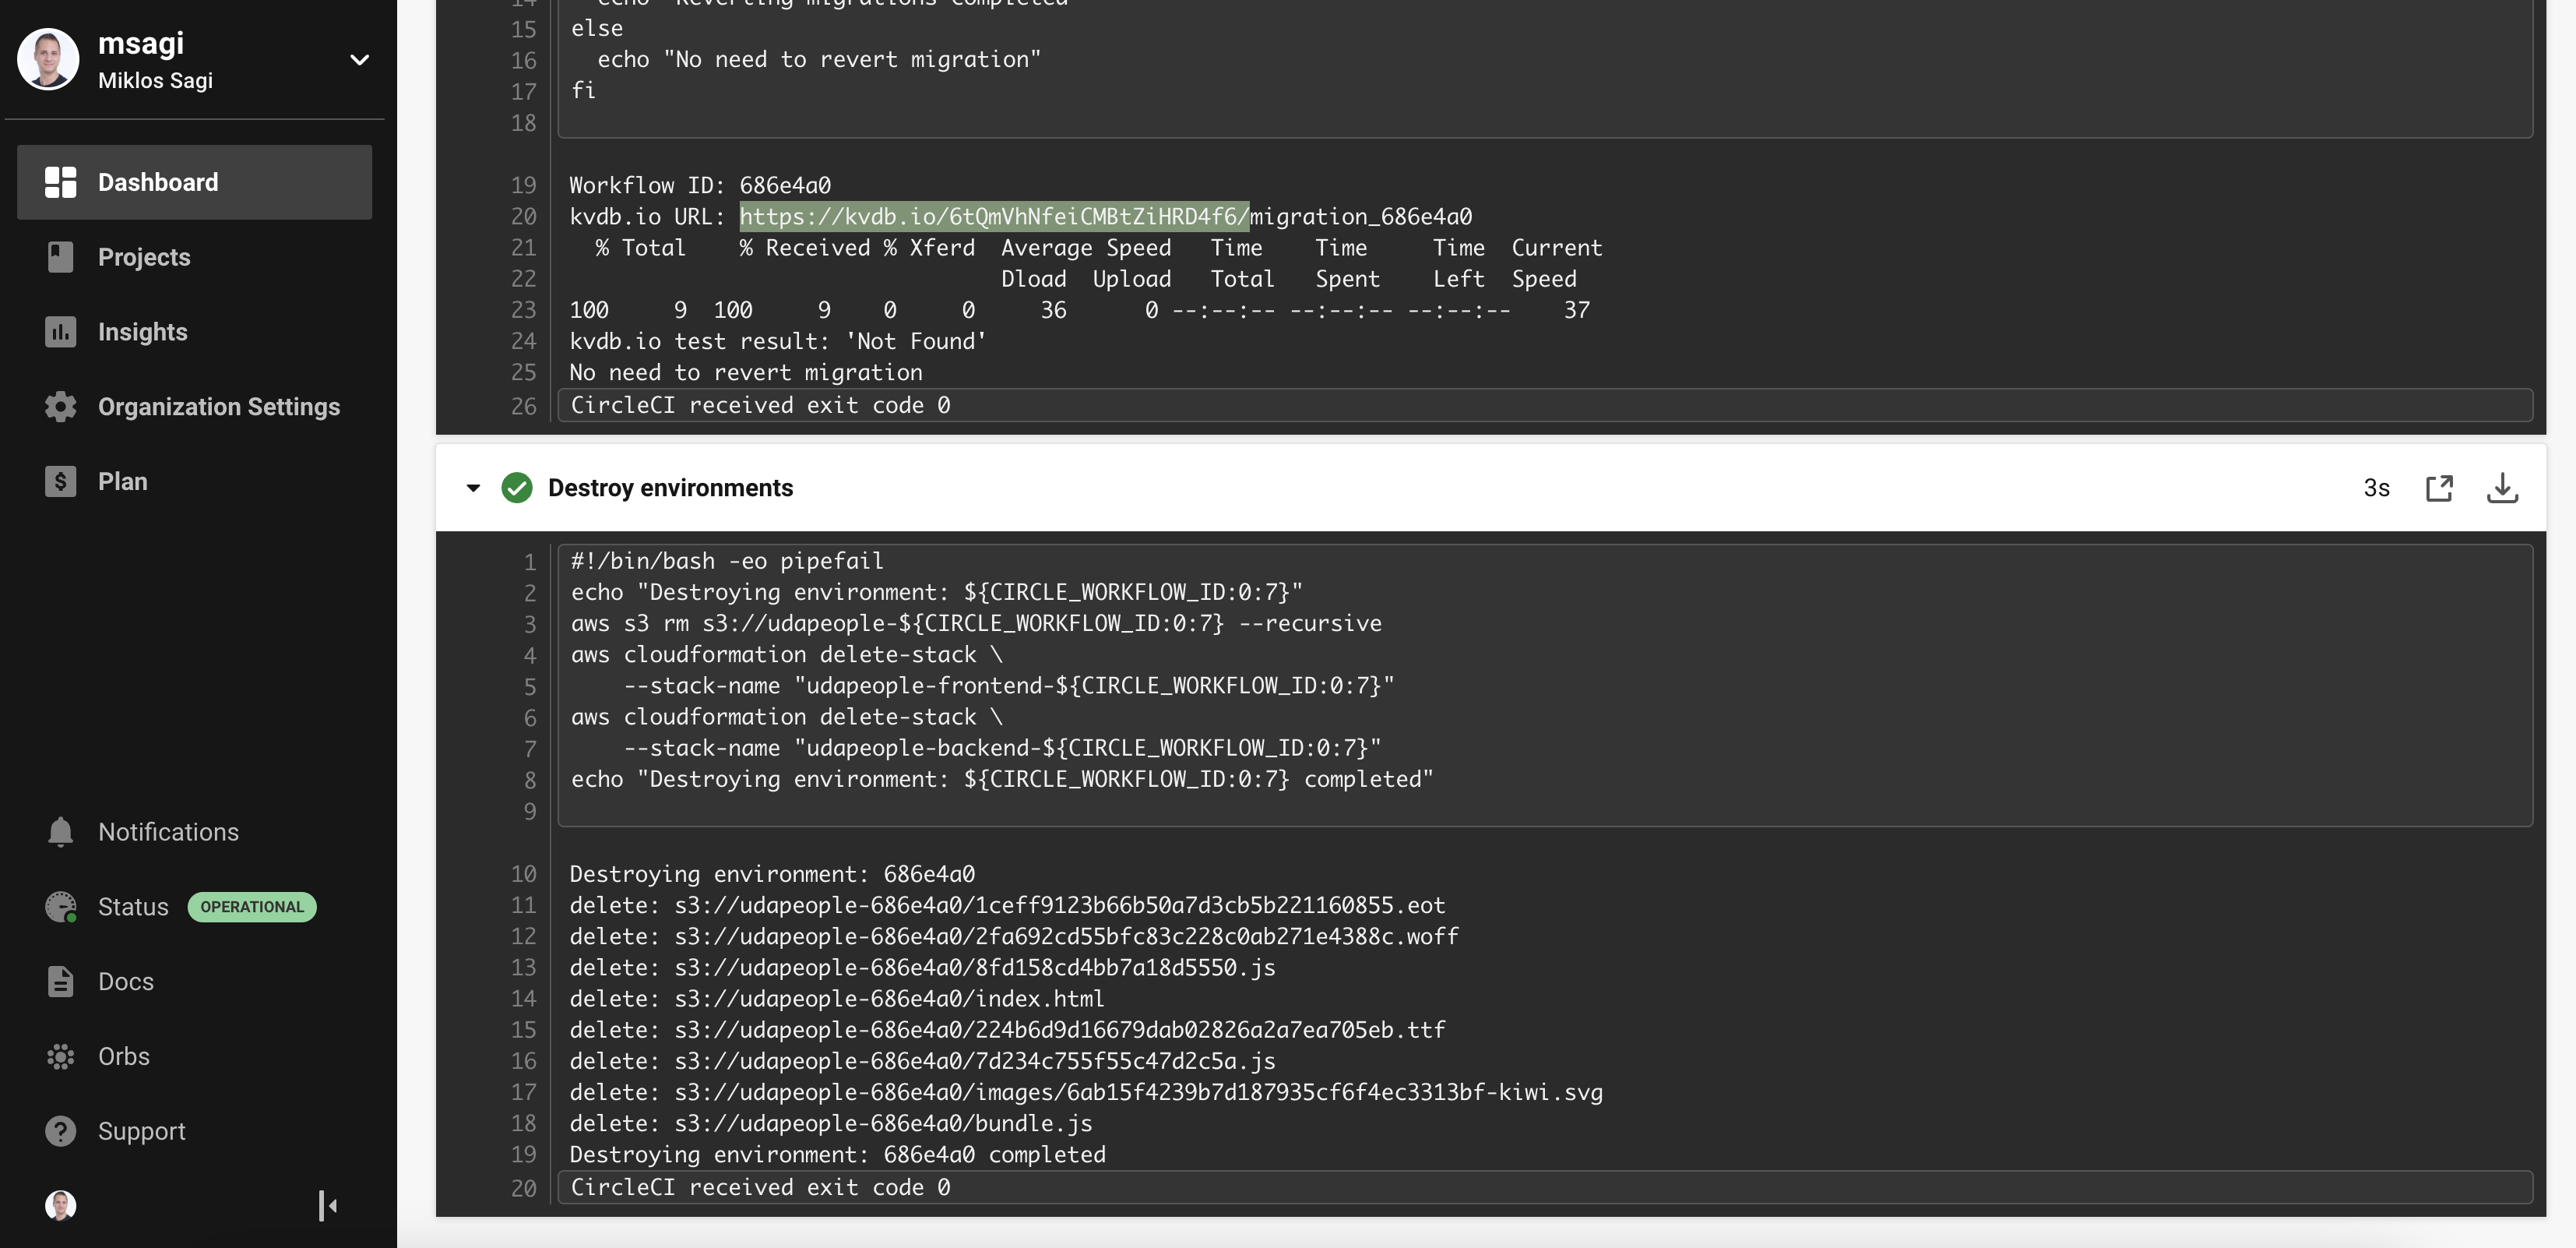 msagi
Miklos Sagi
Dashboard
Projects
Insights
Organization Settings
Plan
Notifications
Status OPERATIONAL
Docs
Orbs
Support
14 echo "Reverting migrations completed"
15 else
16 echo "No need to revert migration"
17 fi
18
19 Workflow ID: 686e4a0
20 kvdb.io URL: https://kvdb.io/6tQmVhNfeiCMBtZiHRD4f6/migration_686e4a0
21 % Total % Received % Xferd Average Speed Time Time Time Current
22 Dload Upload Total Spent Left Speed
23 100 9 100 9 0 0 36 0 --:--:-- --:--:-- --:--:-- 37
24 kvdb.io test result: 'Not Found'
25 No need to revert migration
26 CircleCI received exit code 0
Destroy environments 3s
1 #!/bin/bash -eo pipefail
2 echo "Destroying environment: ${CIRCLE_WORKFLOW_ID:0:7}"
3 aws s3 rm s3://udapeople-${CIRCLE_WORKFLOW_ID:0:7} --recursive
4 aws cloudformation delete-stack \
5 --stack-name "udapeople-frontend-${CIRCLE_WORKFLOW_ID:0:7}"
6 aws cloudformation delete-stack \
7 --stack-name "udapeople-backend-${CIRCLE_WORKFLOW_ID:0:7}"
8 echo "Destroying environment: ${CIRCLE_WORKFLOW_ID:0:7} completed"
9
10 Destroying environment: 686e4a0
11 delete: s3://udapeople-686e4a0/1ceff9123b66b50a7d3cb5b221160855.eot
12 delete: s3://udapeople-686e4a0/2fa692cd55bfc83c228c0ab271e4388c.woff
13 delete: s3://udapeople-686e4a0/8fd158cd4bb7a18d5550.js
14 delete: s3://udapeople-686e4a0/index.html
15 delete: s3://udapeople-686e4a0/224b6d9d16679dab02826a2a7ea705eb.ttf
16 delete: s3://udapeople-686e4a0/7d234c755f55c47d2c5a.js
17 delete: s3://udapeople-686e4a0/images/6ab15f4239b7d187935cf6f4ec3313bf-kiwi.svg
18 delete: s3://udapeople-686e4a0/bundle.js
19 Destroying environment: 686e4a0 completed
20 CircleCI received exit code 0